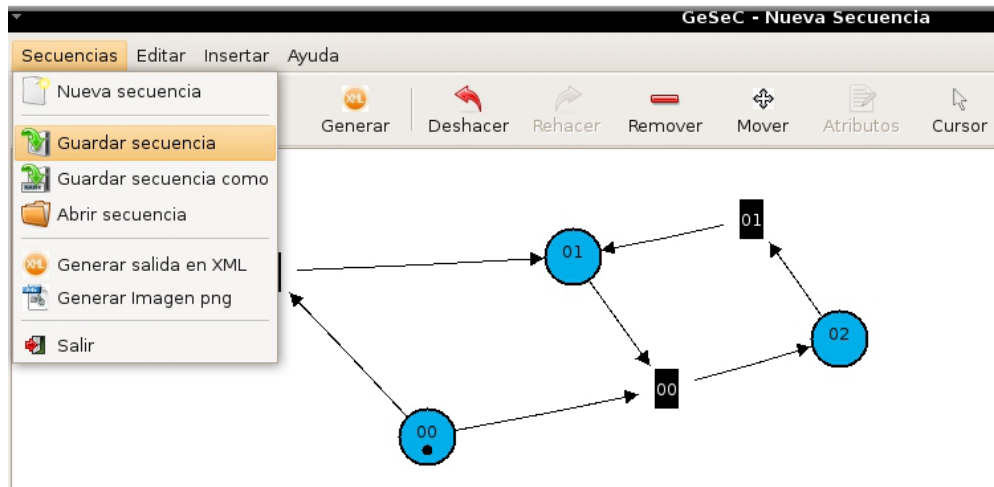 GeSeC - Nueva Secuencia
Secuencias Editar Insertar Ayuda
Nueva secuencia
Guardar secuencia
Guardar secuencia como
Abrir secuencia
Generar salida en XML
Generar Imagen png
Salir
Generar Deshacer Rehacer Remover Mover Atributos Cursor
01
01
02
00
00